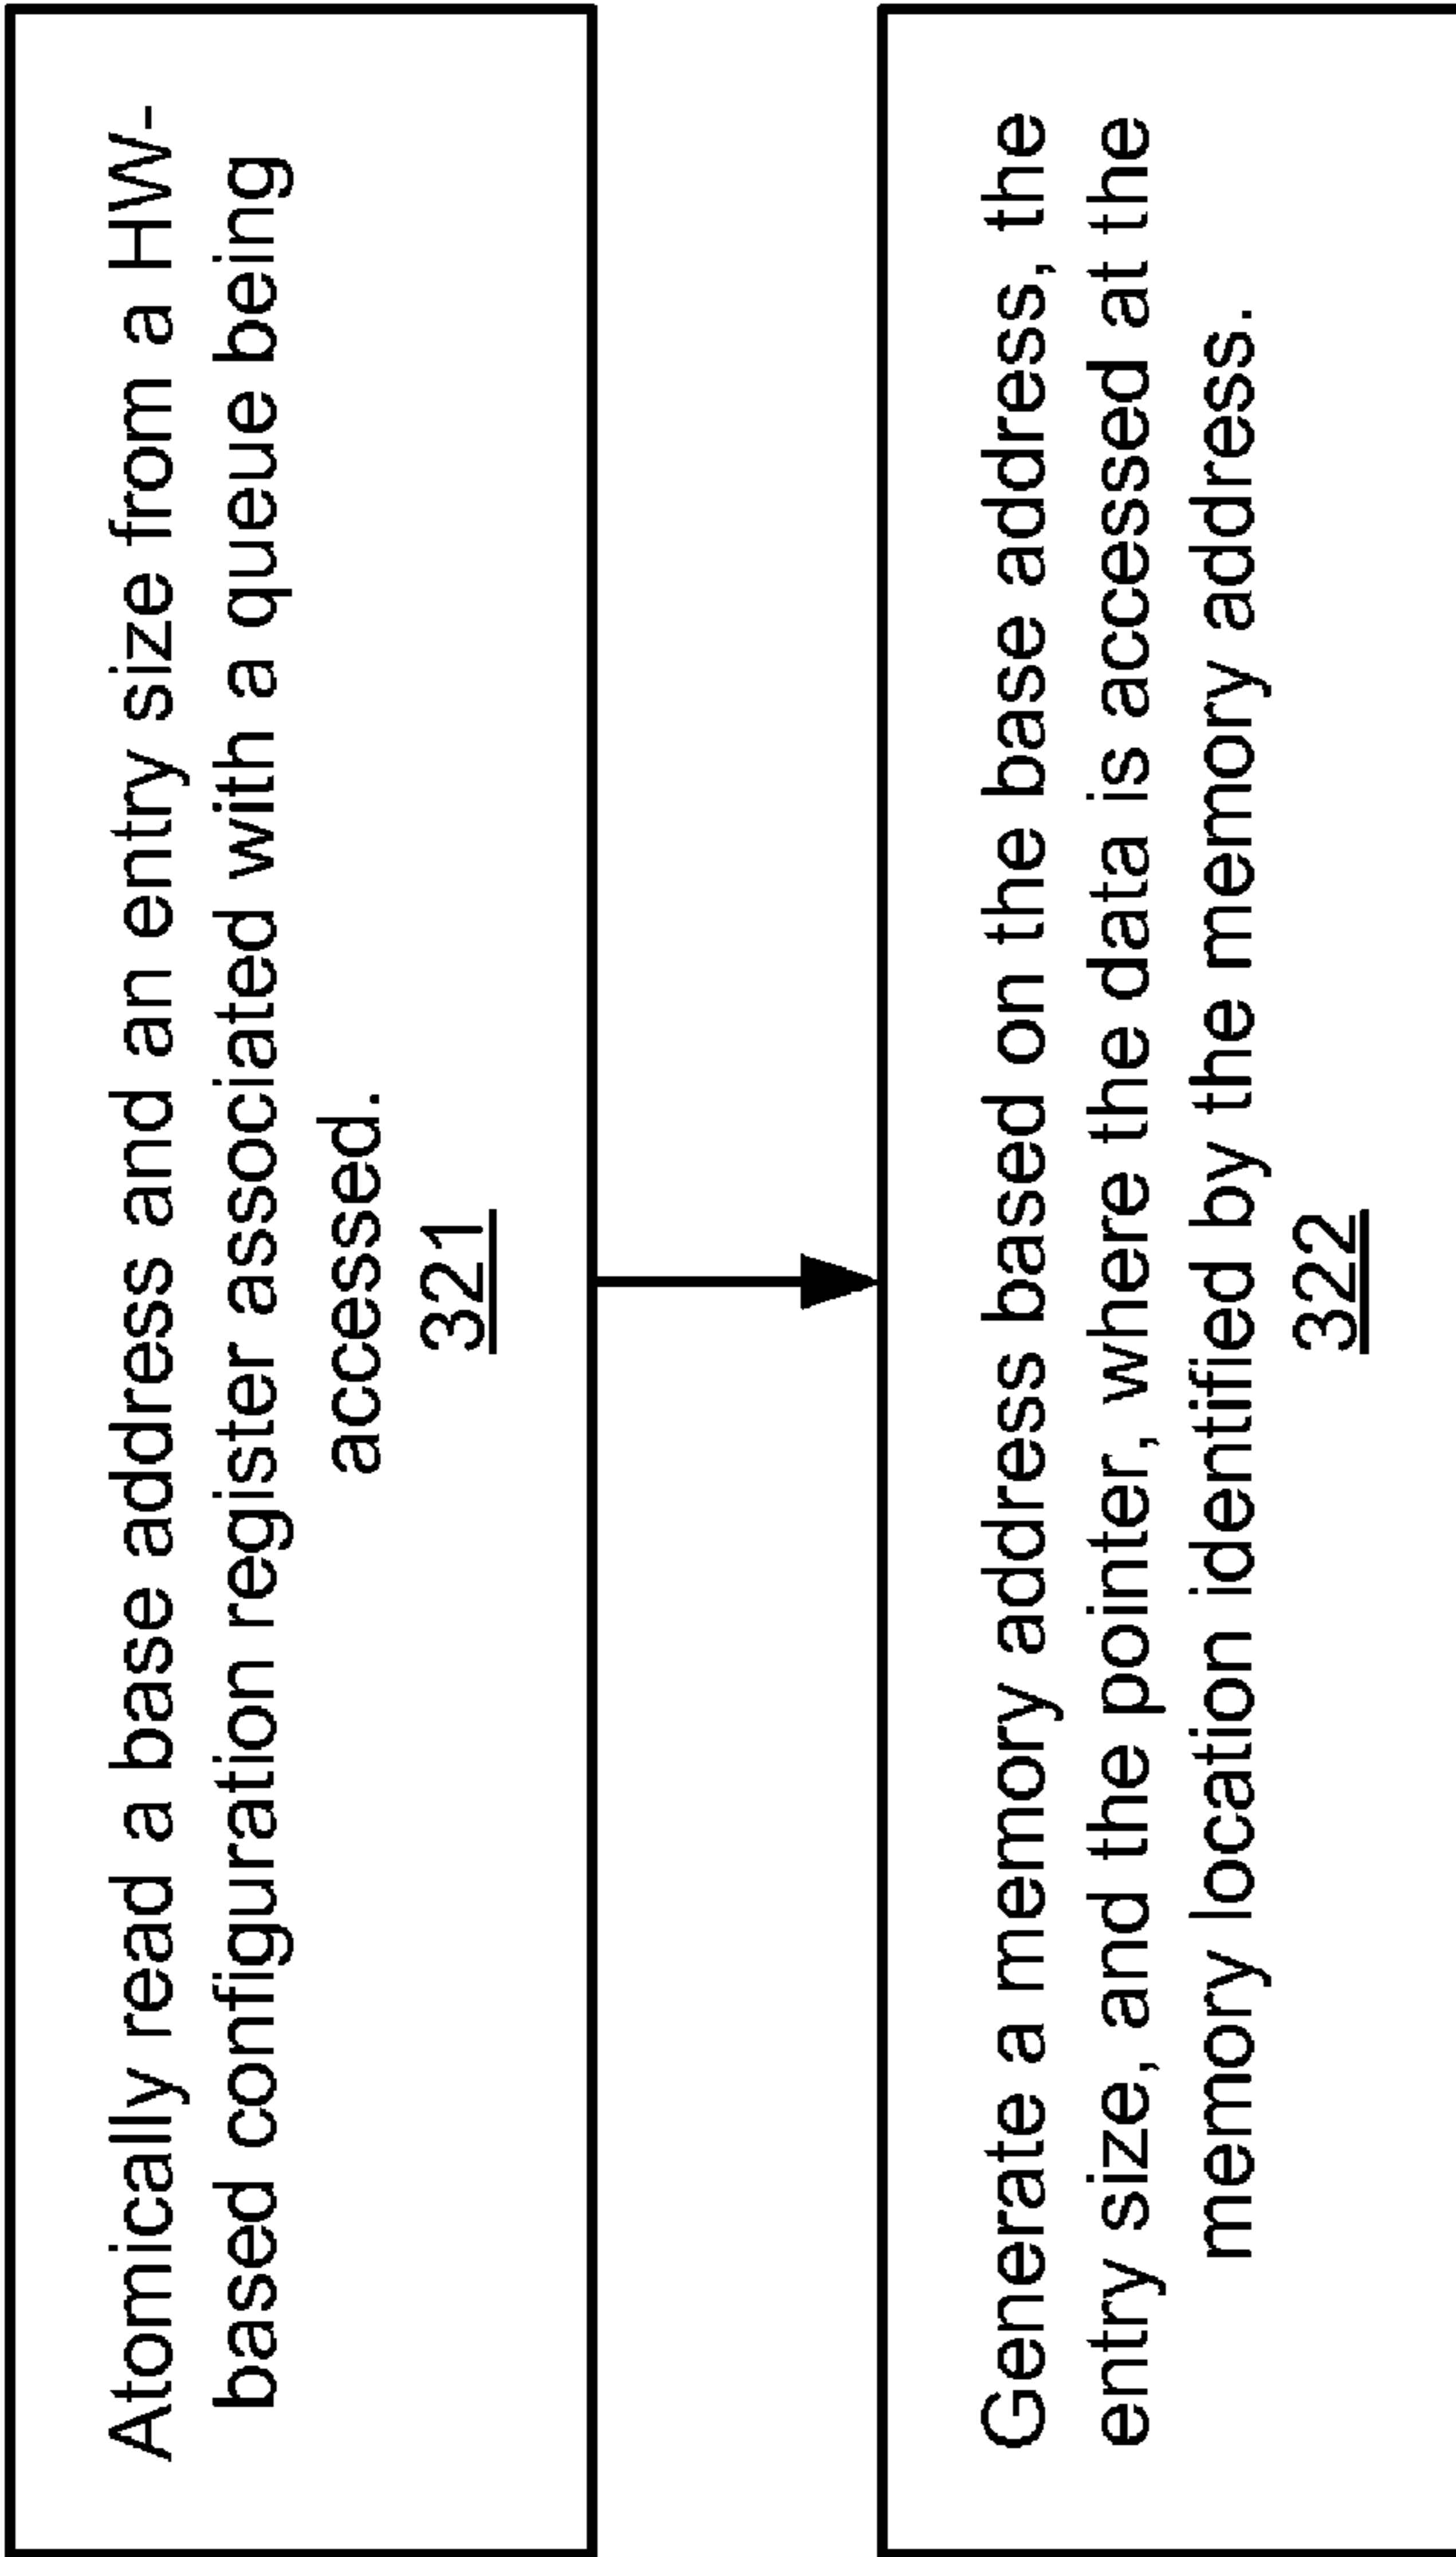 Atomically read a base address and an entry size from a HW-
based configuration register associated with a queue being
accessed.
321
Generate a memory address based on the base address, the
entry size, and the pointer, where the data is accessed at the
memory location identified by the memory address.
322